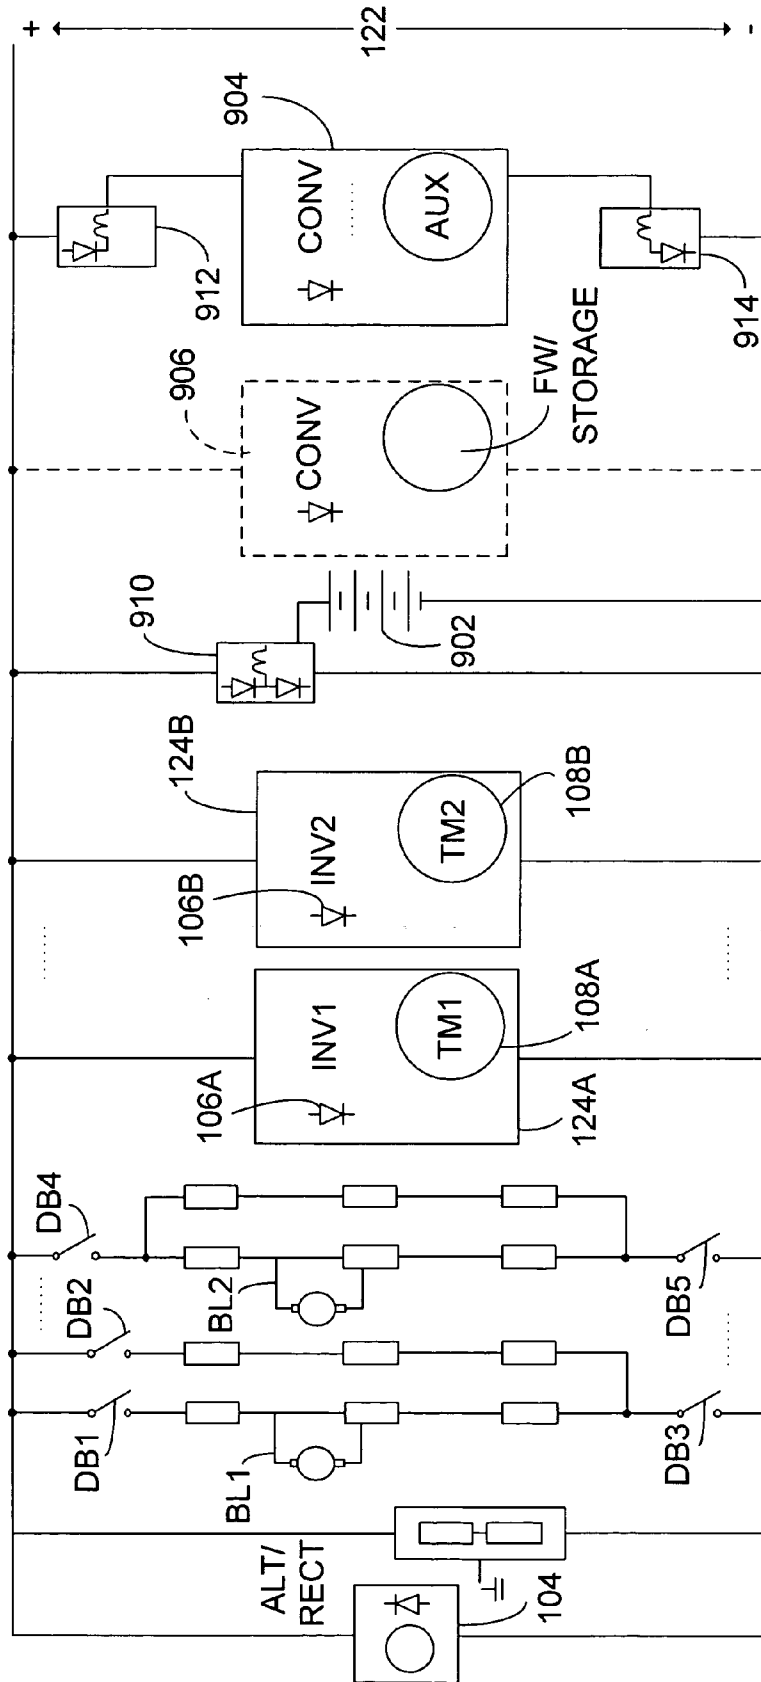 +
122
-
904
CONV
AUX
912
914
906
CONV
FW/
STORAGE
910
902
124B
INV2
TM2
106B
108B
INV1
TM1
106A
108A
124A
DB4
DB2
BL2
DB5
DB1
BL1
DB3
ALT/
RECT
104